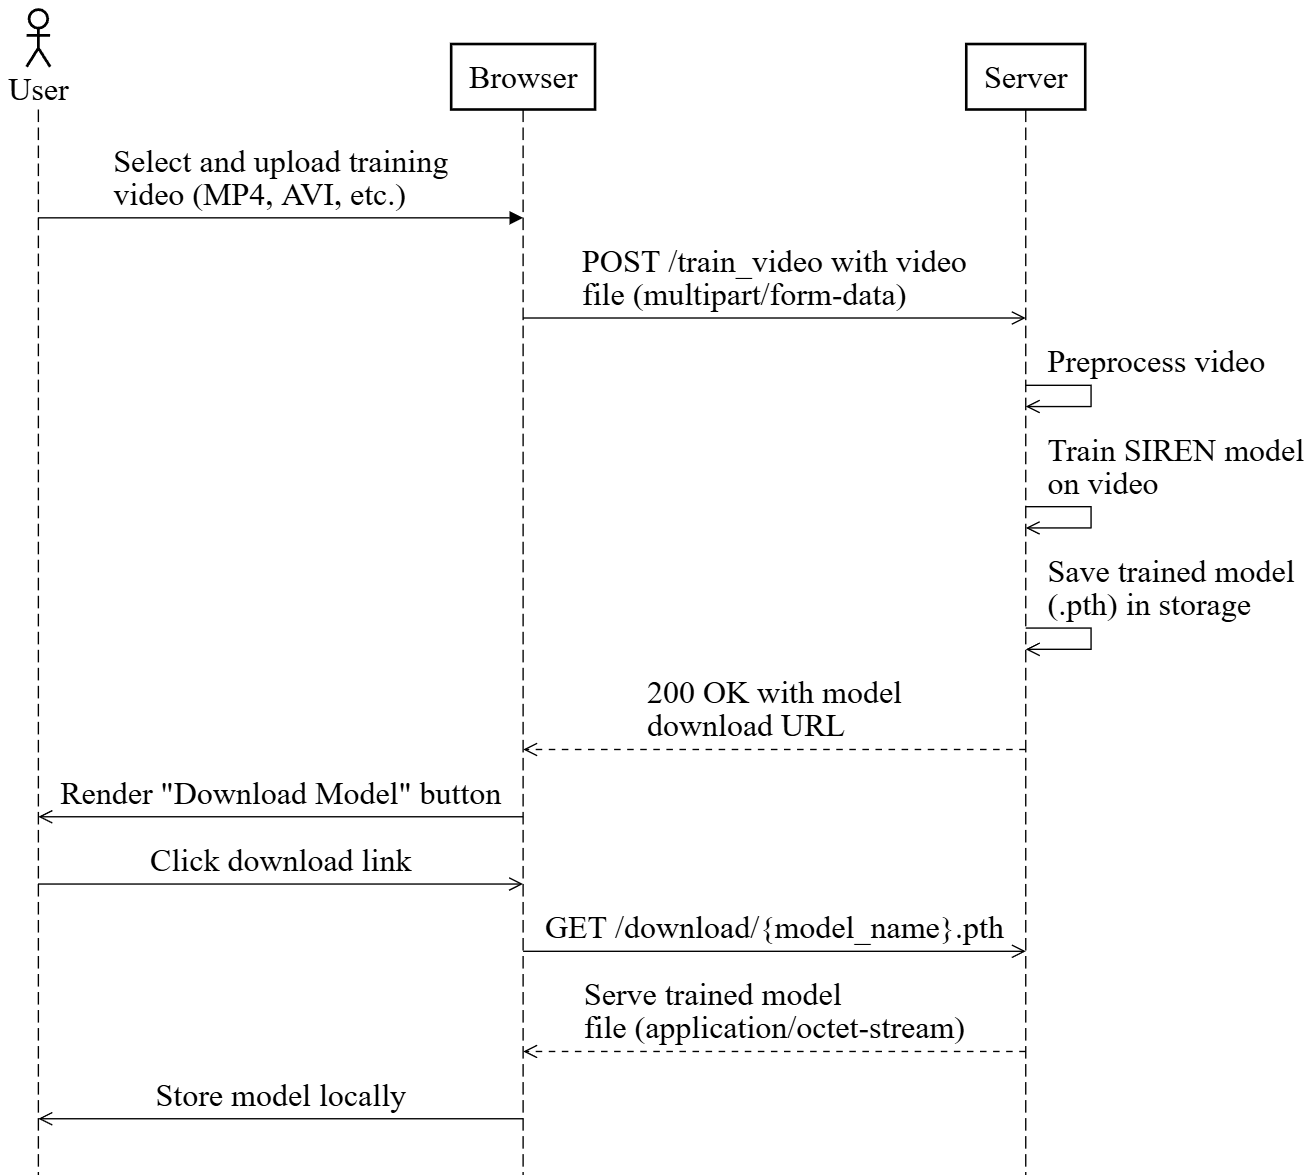 User
Browser
Server
Select and upload training
video (MP4, AVI, etc.)
POST /train_video with video
file (multipart/form-data)
Preprocess video
Train SIREN model
on video
Save trained model
(.pth) in storage
200 OK with model
download URL
Render "Download Model" button
Click download link
GET /download/{model_name}.pth
Serve trained model
file (application/octet-stream)
Store model locally